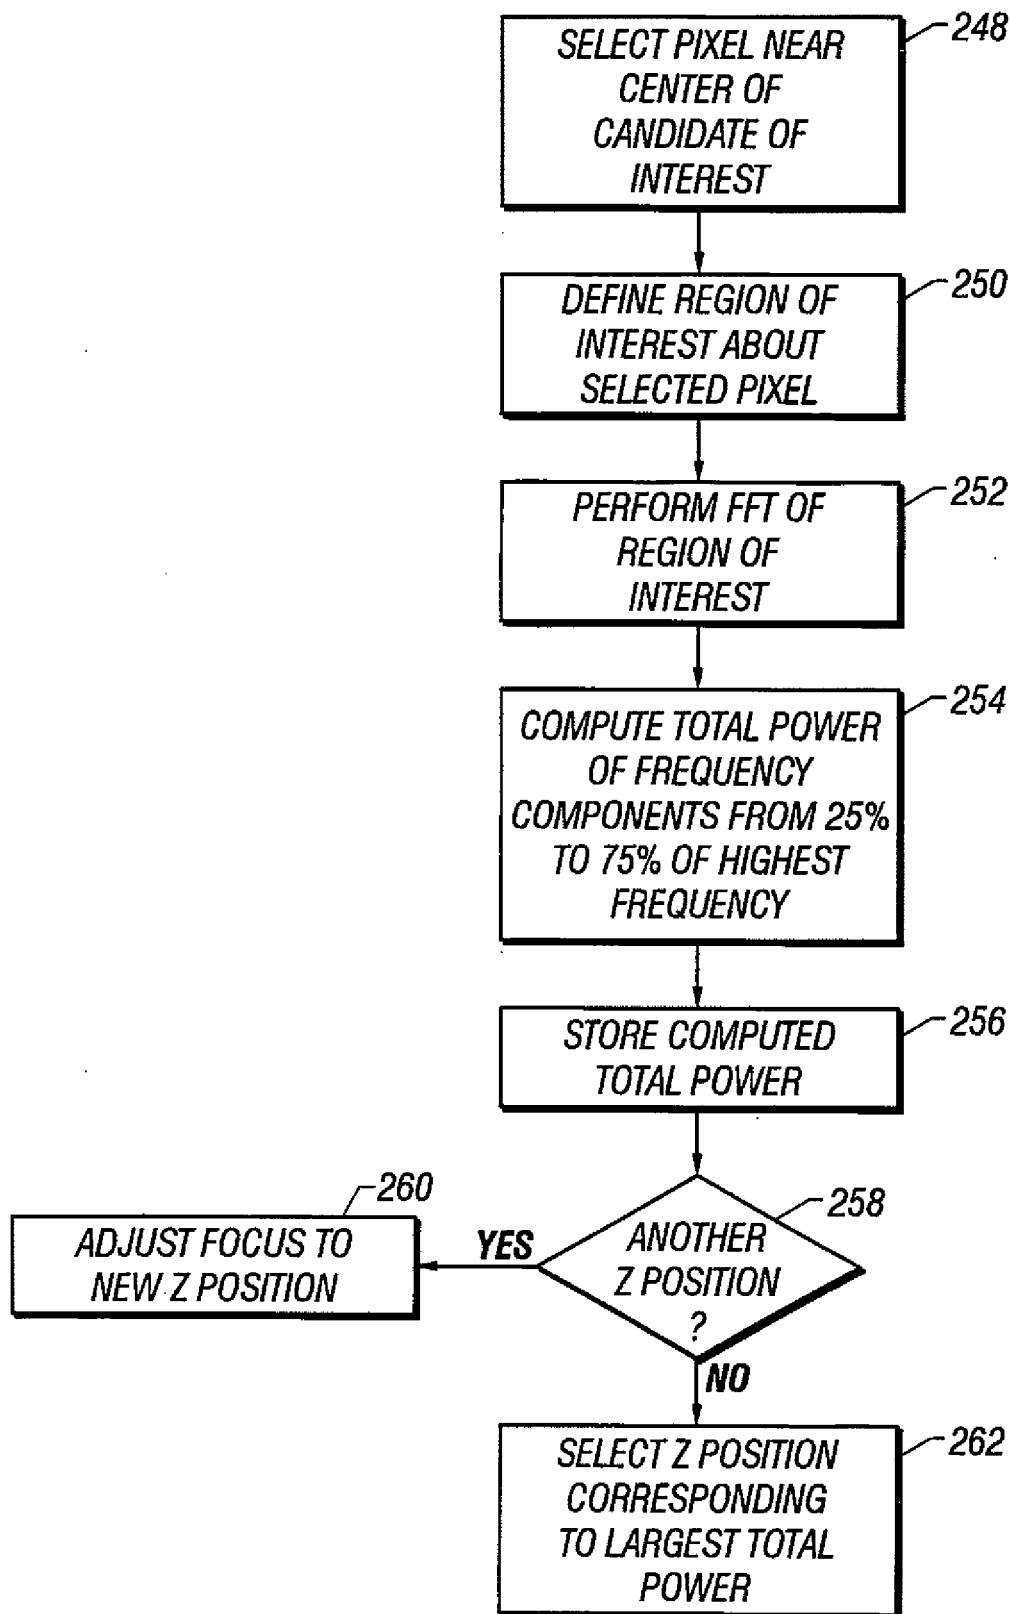 SELECT PIXEL NEAR
CENTER OF
CANDIDATE OF
INTEREST
248
DEFINE REGION OF
INTEREST ABOUT
SELECTED PIXEL
250
PERFORM FFT OF
REGION OF
INTEREST
252
COMPUTE TOTAL POWER
OF FREQUENCY
COMPONENTS FROM 25%
TO 75% OF HIGHEST
FREQUENCY
254
STORE COMPUTED
TOTAL POWER
256
ANOTHER
Z POSITION
?
258
YES
ADJUST FOCUS TO
NEW Z POSITION
260
NO
SELECT Z POSITION
CORRESPONDING
TO LARGEST TOTAL
POWER
262